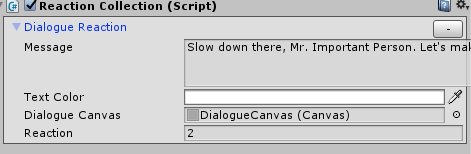 Reaction Collection (Script)
Dialogue Reaction
-
Message
Slow down there, Mr. Important Person. Let's mak
Text Color
Dialogue Canvas
DialogueCanvas (Canvas)
Reaction
2